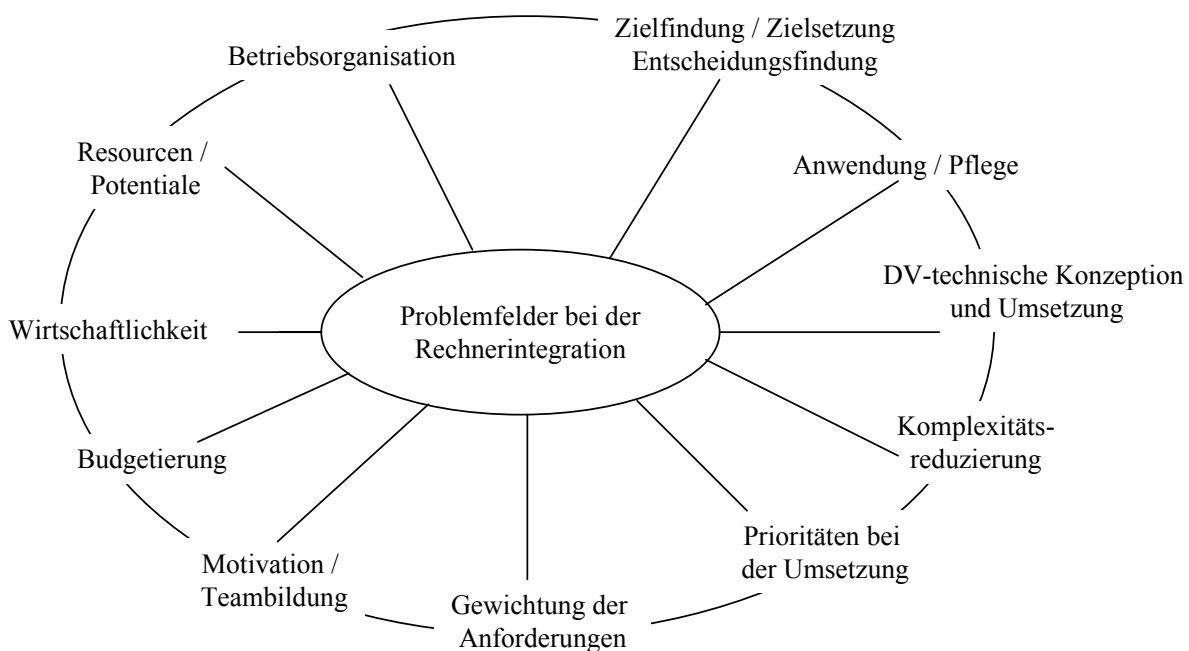 Zielfindung / Zielsetzung
Entscheidungsfindung
Betriebsorganisation
Resourcen /
Potentiale
Anwendung / Pflege
DV-technische Konzeption
und Umsetzung
Problemfelder bei der
Rechnerintegration
Wirtschaftlichkeit
Komplexitäts-
reduzierung
Budgetierung
Prioritäten bei
der Umsetzung
Motivation /
Teambildung
Gewichtung der
Anforderungen